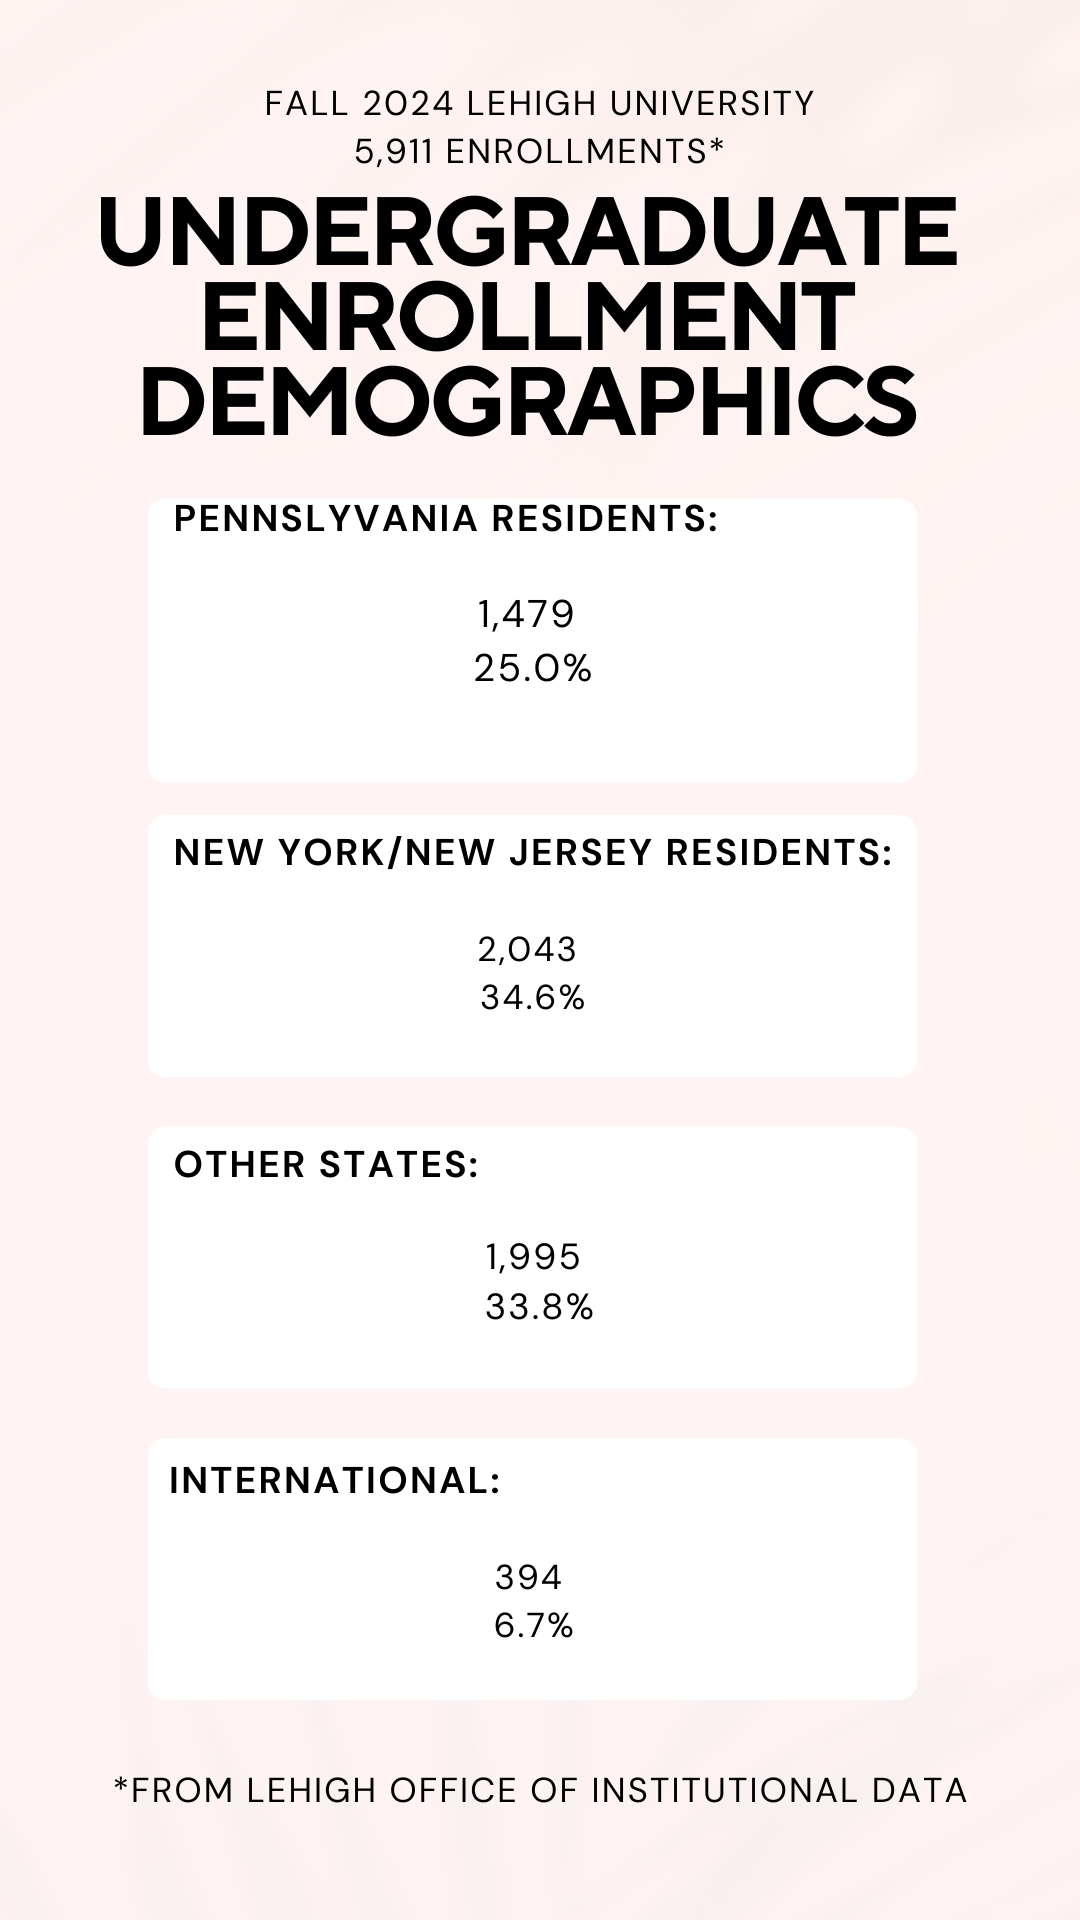 FALL 2024 LEHIGH UNIVERSITY
5,911 ENROLLMENTS*
UNDERGRADUATE
ENROLLMENT
DEMOGRAPHICS
PENNSLYVANIA RESIDENTS:
1,479
25.0%
NEW YORK/NEW JERSEY RESIDENTS:
2,043
34.6%
OTHER STATES:
1,995
33.8%
INTERNATIONAL:
394
6.7%
*FROM LEHIGH OFFICE OF INSTITUTIONAL DATA